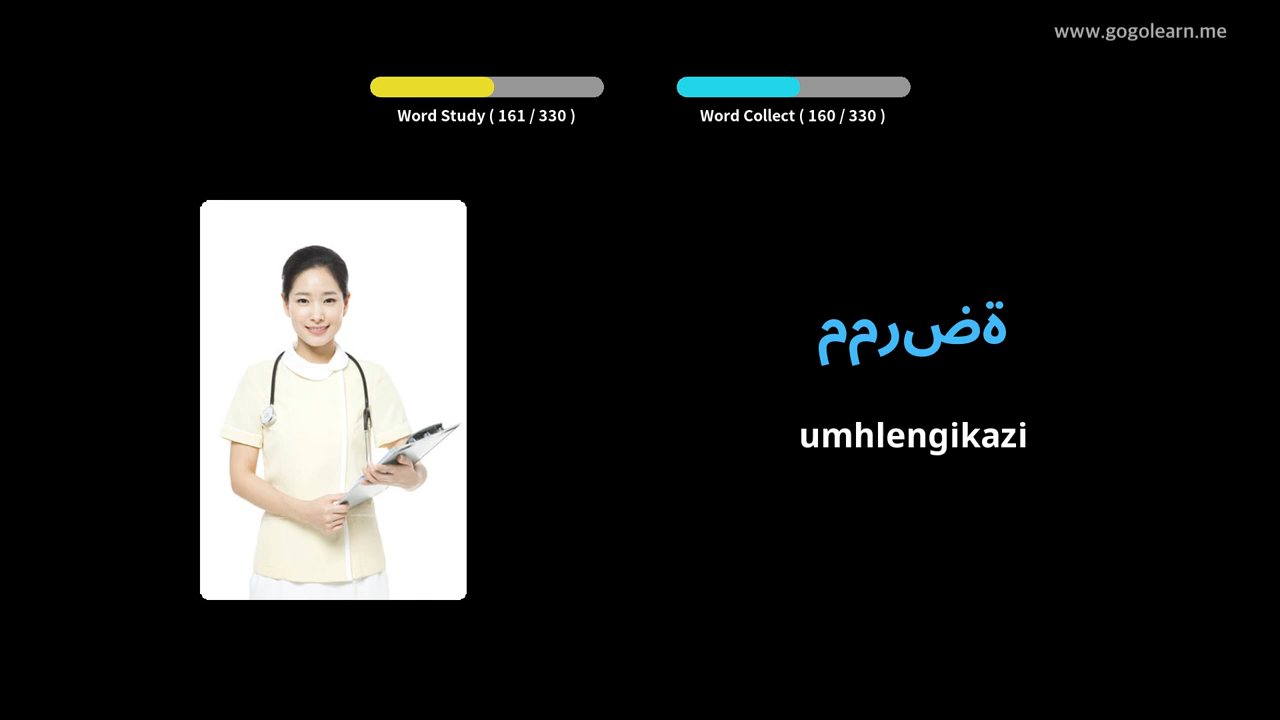 www.gogolearn.me
Word Study ( 161 / 330 )
Word Collect ( 160 / 330 )
ممرضة
umhlengikazi